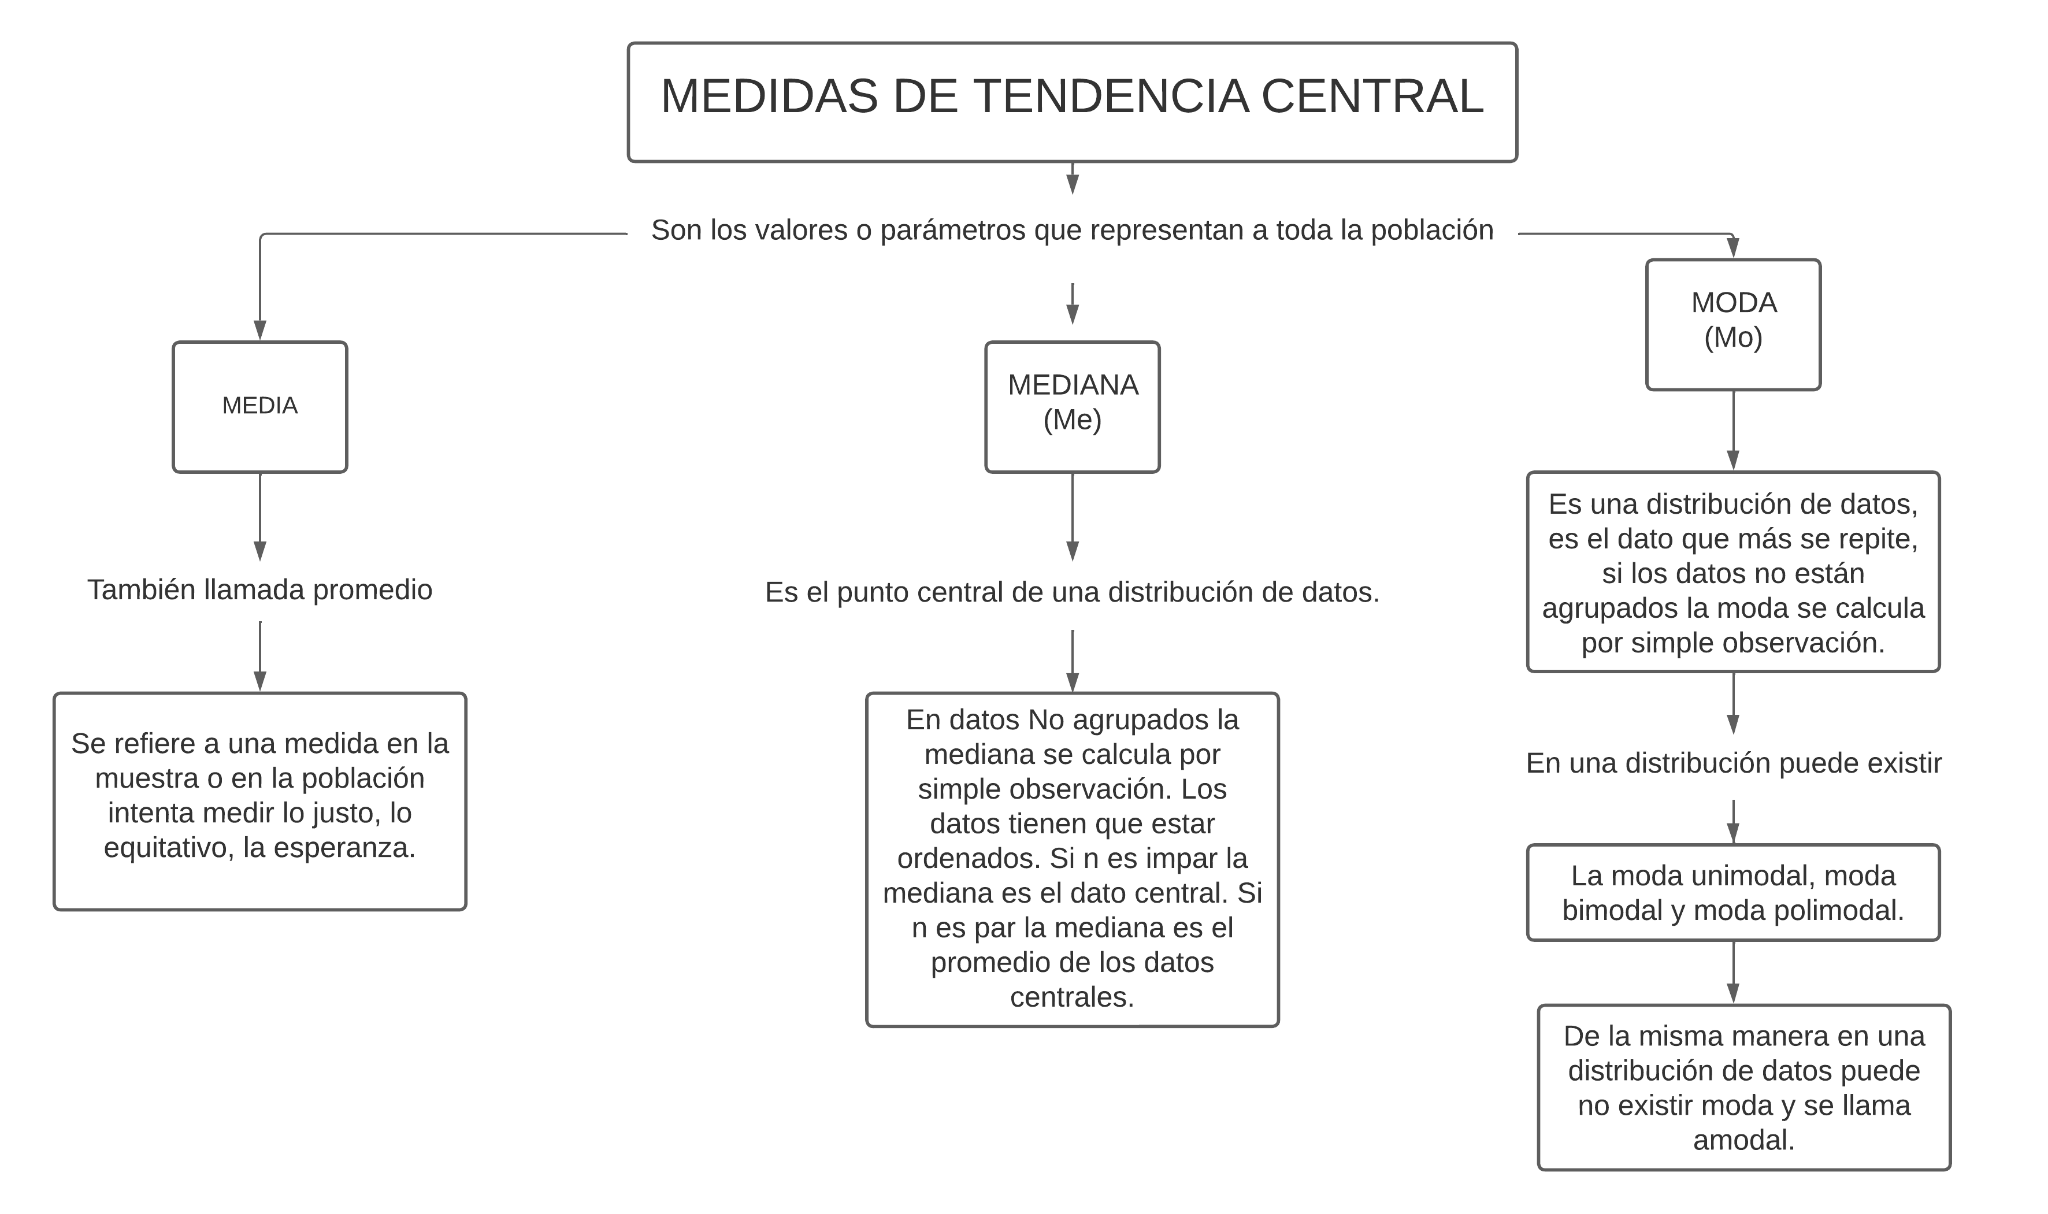 MEDIDAS DE TENDENCIA CENTRAL
Son los valores o parámetros que representan a toda la población
MEDIA
También llamada promedio
Se refiere a una medida en la
muestra o en la población
intenta medir lo justo, lo
equitativo, la esperanza.
MEDIANA
(Me)
Es el punto central de una distribución de datos.
En datos No agrupados la
mediana se calcula por
simple observación. Los
datos tienen que estar
ordenados. Si n es impar la
mediana es el dato central. Si
n es par la mediana es el
promedio de los datos
centrales.
MODA
(Mo)
Es una distribución de datos,
es el dato que más se repite,
si los datos no están
agrupados la moda se calcula
por simple observación.
En una distribución puede existir
La moda unimodal, moda
bimodal y moda polimodal.
De la misma manera en una
distribución de datos puede
no existir moda y se llama
amodal.